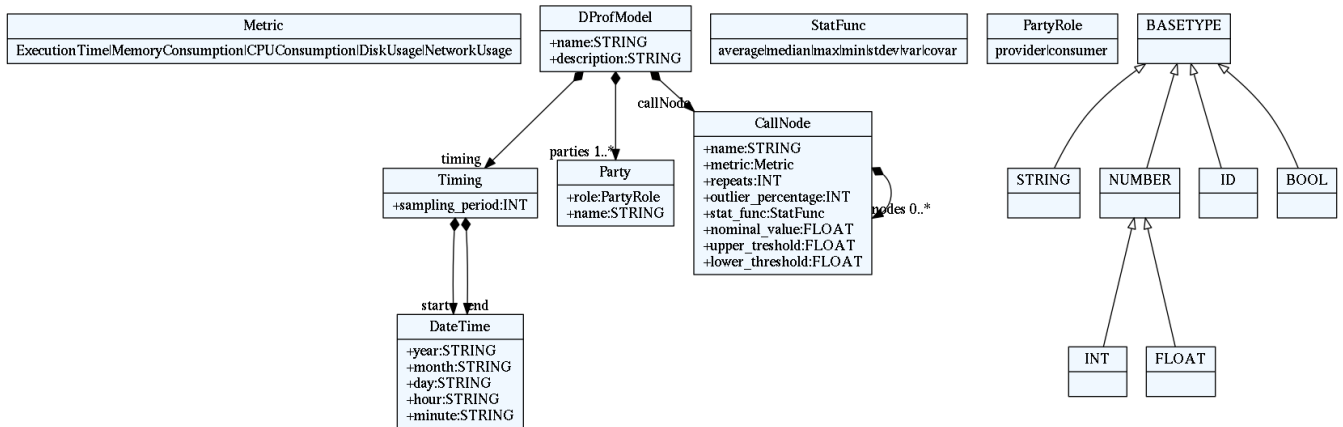 Metric
ExecutionTime|MemoryConsumption|CPUConsumption|DiskUsage|NetworkUsage
DProfModel
+name:STRING
+description:STRING
StatFunc
average|median|max|min|stdev|var|covar
PartyRole
provider|consumer
BASETYPE
callNode
timing
parties 1..*
Timing
+sampling_period:INT
Party
+role:PartyRole
+name:STRING
CallNode
+name:STRING
+metric:Metric
+repeats:INT
+outlier_percentage:INT
+stat_func:StatFunc
+nominal_value:FLOAT
+upper_treshold:FLOAT
+lower_threshold:FLOAT
nodes 0..*
STRING
NUMBER
ID
BOOL
start
end
DateTime
+year:STRING
+month:STRING
+day:STRING
+hour:STRING
+minute:STRING
INT
FLOAT